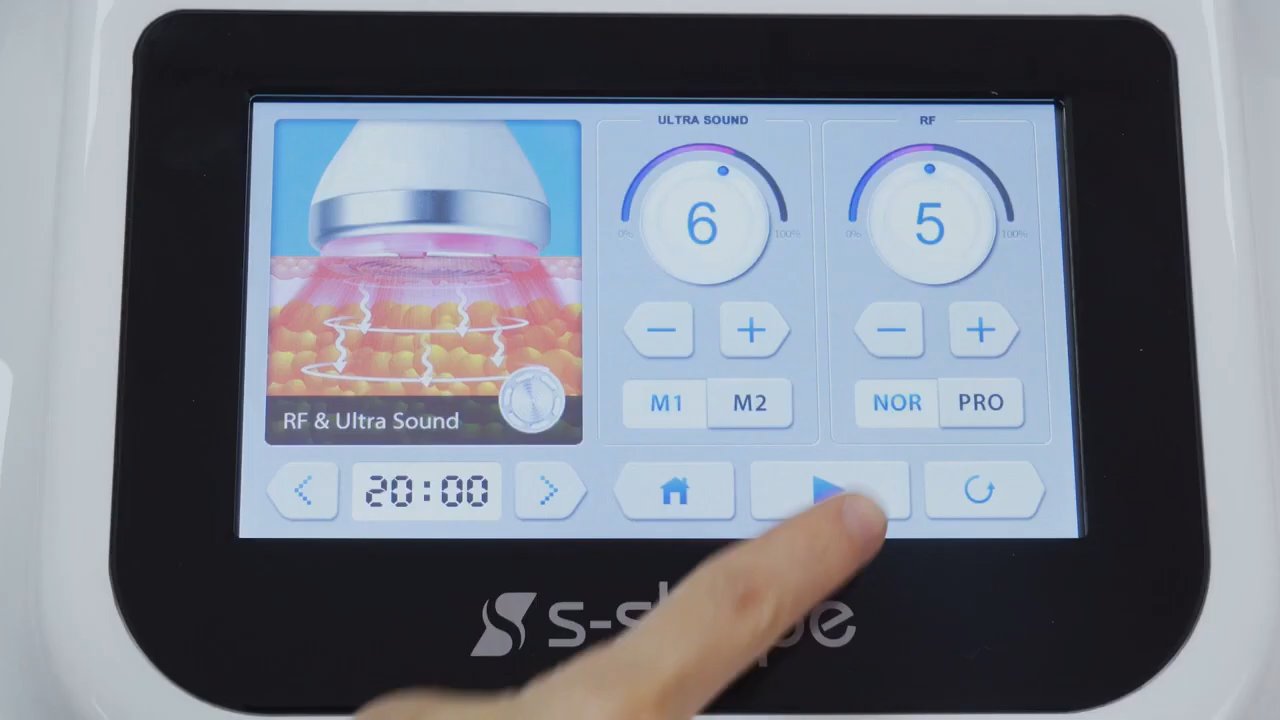 ULTRA SOUND
RF
6
5
0%
100%
0%
100%
M1
M2
NOR
PRO
RF & Ultra Sound
20:00